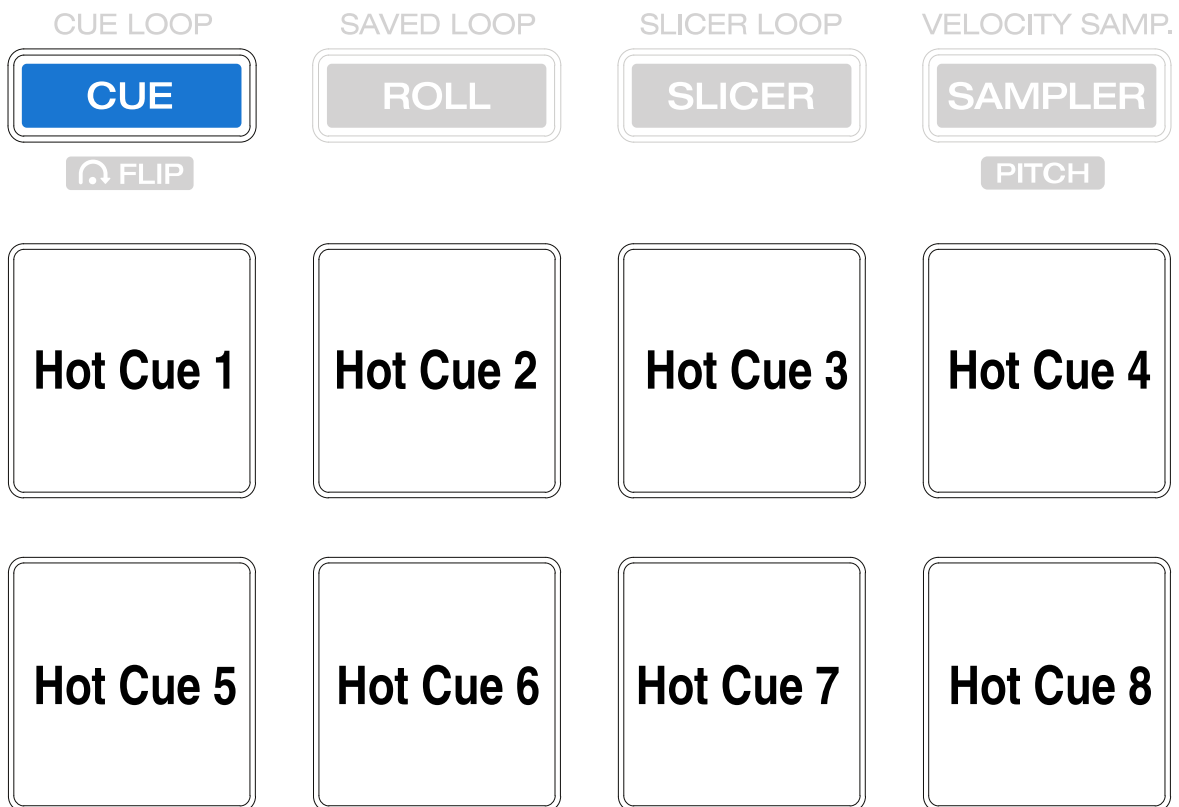 CUE LOOP SAVED LOOP SLICER LOOP VELOCITY SAMP.
CUE ROLL SLICER SAMPLER
FLIP PITCH
Hot Cue 1 Hot Cue 2 Hot Cue 3 Hot Cue 4
Hot Cue 5 Hot Cue 6 Hot Cue 7 Hot Cue 8